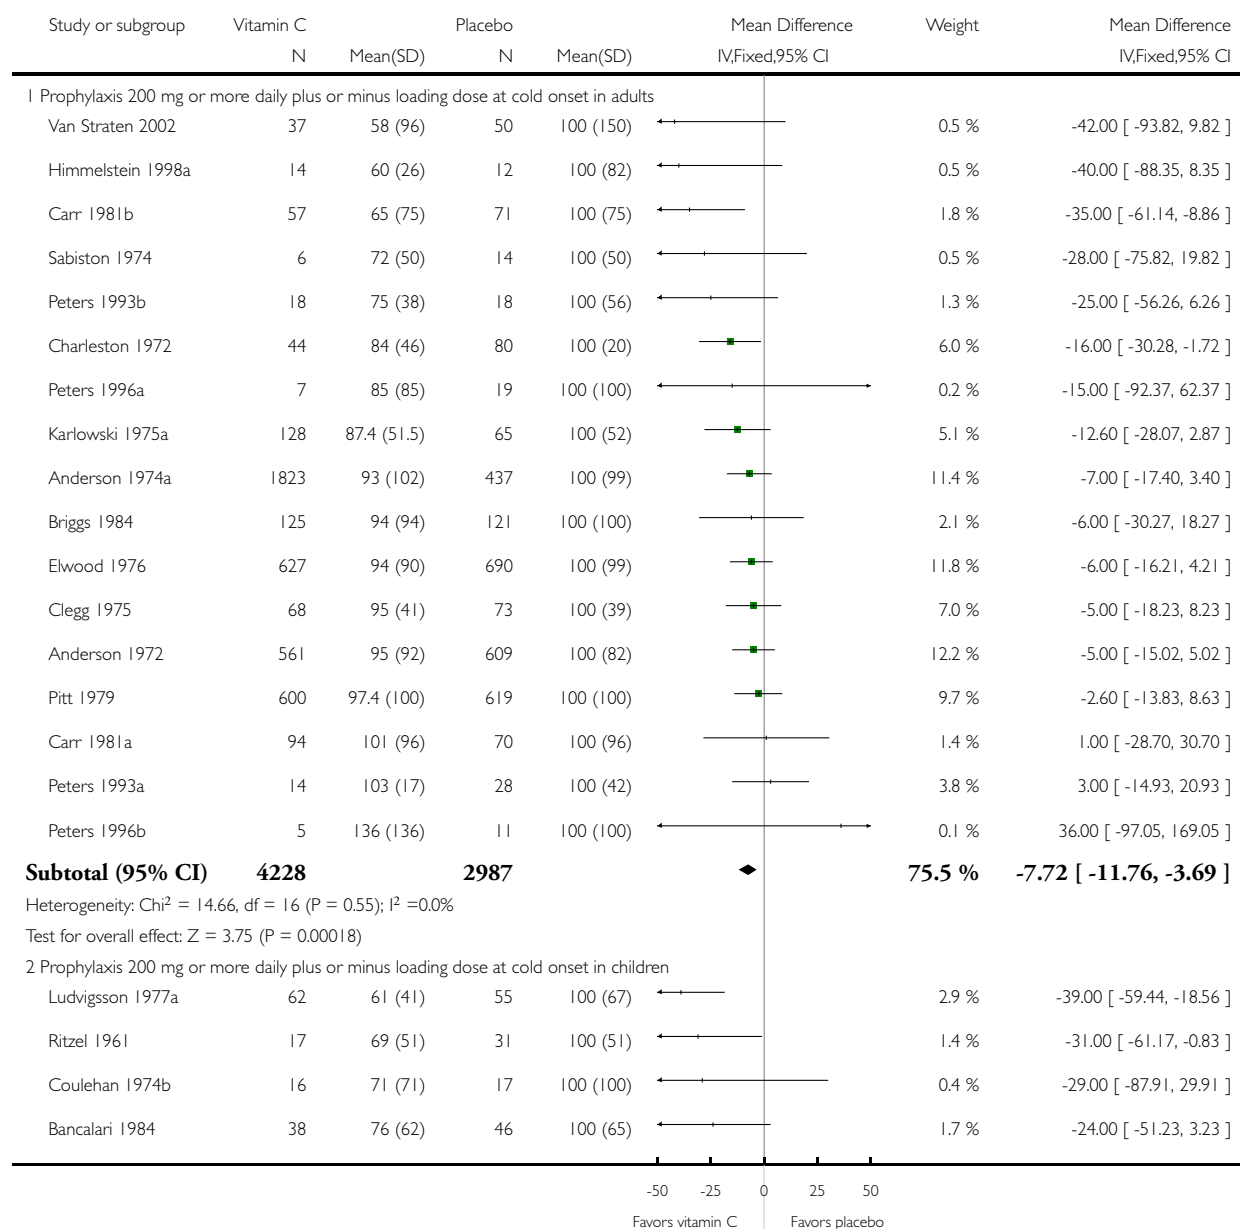 Study or subgroup Vitamin C Placebo Mean Difference Weight Mean Difference
N Mean(SD) N Mean(SD) IV,Fixed,95% CI IV,Fixed,95% CI
1 Prophylaxis 200 mg or more daily plus or minus loading dose at cold onset in adults
Van Straten 2002 37 58 (96) 50 100 (150) 0.5 % -42.00 [ -93.82, 9.82 ]
Himmelstein 1998a 14 60 (26) 12 100 (82) 0.5 % -40.00 [ -88.35, 8.35 ]
Carr 1981b 57 65 (75) 71 100 (75) 1.8 % -35.00 [ -61.14, -8.86 ]
Sabiston 1974 6 72 (50) 14 100 (50) 0.5 % -28.00 [ -75.82, 19.82 ]
Peters 1993b 18 75 (38) 18 100 (56) 1.3 % -25.00 [ -56.26, 6.26 ]
Charleston 1972 44 84 (46) 80 100 (20) 6.0 % -16.00 [ -30.28, -1.72 ]
Peters 1996a 7 85 (85) 19 100 (100) 0.2 % -15.00 [ -92.37, 62.37 ]
Karlowski 1975a 128 87.4 (51.5) 65 100 (52) 5.1 % -12.60 [ -28.07, 2.87 ]
Anderson 1974a 1823 93 (102) 437 100 (99) 11.4 % -7.00 [ -17.40, 3.40 ]
Briggs 1984 125 94 (94) 121 100 (100) 2.1 % -6.00 [ -30.27, 18.27 ]
Elwood 1976 627 94 (90) 690 100 (99) 11.8 % -6.00 [ -16.21, 4.21 ]
Clegg 1975 68 95 (41) 73 100 (39) 7.0 % -5.00 [ -18.23, 8.23 ]
Anderson 1972 561 95 (92) 609 100 (82) 12.2 % -5.00 [ -15.02, 5.02 ]
Pitt 1979 600 97.4 (100) 619 100 (100) 9.7 % -2.60 [ -13.83, 8.63 ]
Carr 1981a 94 101 (96) 70 100 (96) 1.4 % 1.00 [ -28.70, 30.70 ]
Peters 1993a 14 103 (17) 28 100 (42) 3.8 % 3.00 [ -14.93, 20.93 ]
Peters 1996b 5 136 (136) 11 100 (100) 0.1 % 36.00 [ -97.05, 169.05 ]
Subtotal (95% CI) 4228 2987 75.5 % -7.72 [ -11.76, -3.69 ]
Heterogeneity: Chi² = 14.66, df = 16 (P = 0.55); I² =0.0%
Test for overall effect: Z = 3.75 (P = 0.00018)
2 Prophylaxis 200 mg or more daily plus or minus loading dose at cold onset in children
Ludvigsson 1977a 62 61 (41) 55 100 (67) 2.9 % -39.00 [ -59.44, -18.56 ]
Ritzel 1961 17 69 (51) 31 100 (51) 1.4 % -31.00 [ -61.17, -0.83 ]
Coulehan 1974b 16 71 (71) 17 100 (100) 0.4 % -29.00 [ -87.91, 29.91 ]
Bancalari 1984 38 76 (62) 46 100 (65) 1.7 % -24.00 [ -51.23, 3.23 ]
-50 -25 0 25 50
Favors vitamin C Favors placebo